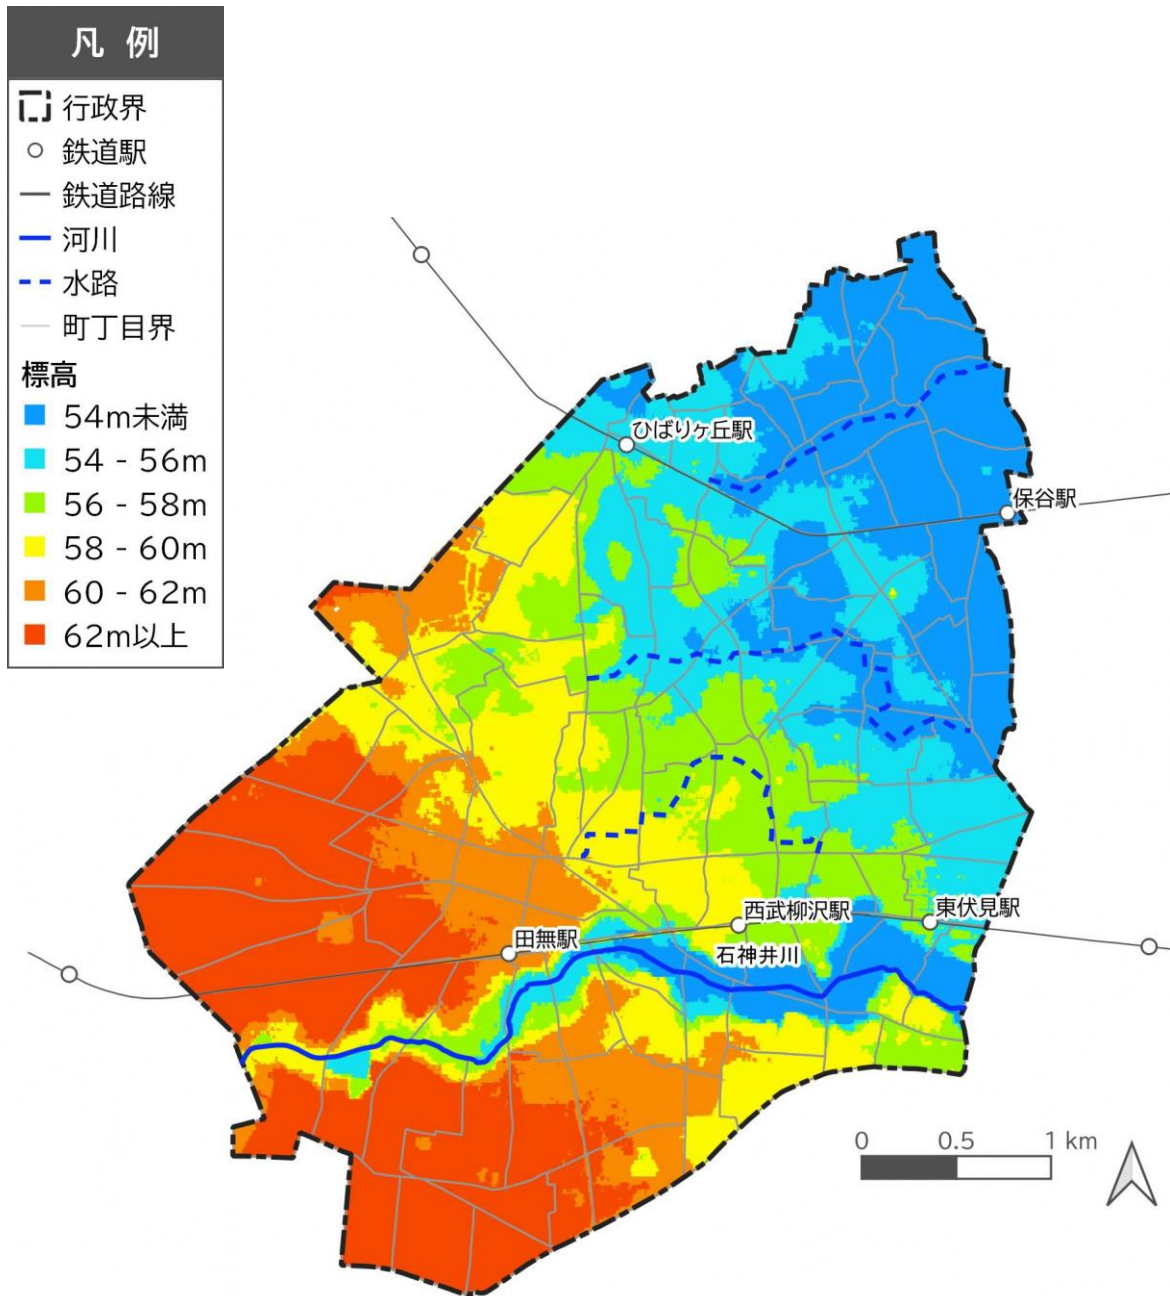 凡 例
行政界
鉄道駅
鉄道路線
河川
水路
町丁目界
標高
54m未満
54 - 56m
56 - 58m
58 - 60m
60 - 62m
62m以上
ひばりヶ丘駅
保谷駅
西武柳沢駅
東伏見駅
田無駅
石神井川
0 0.5 1 km